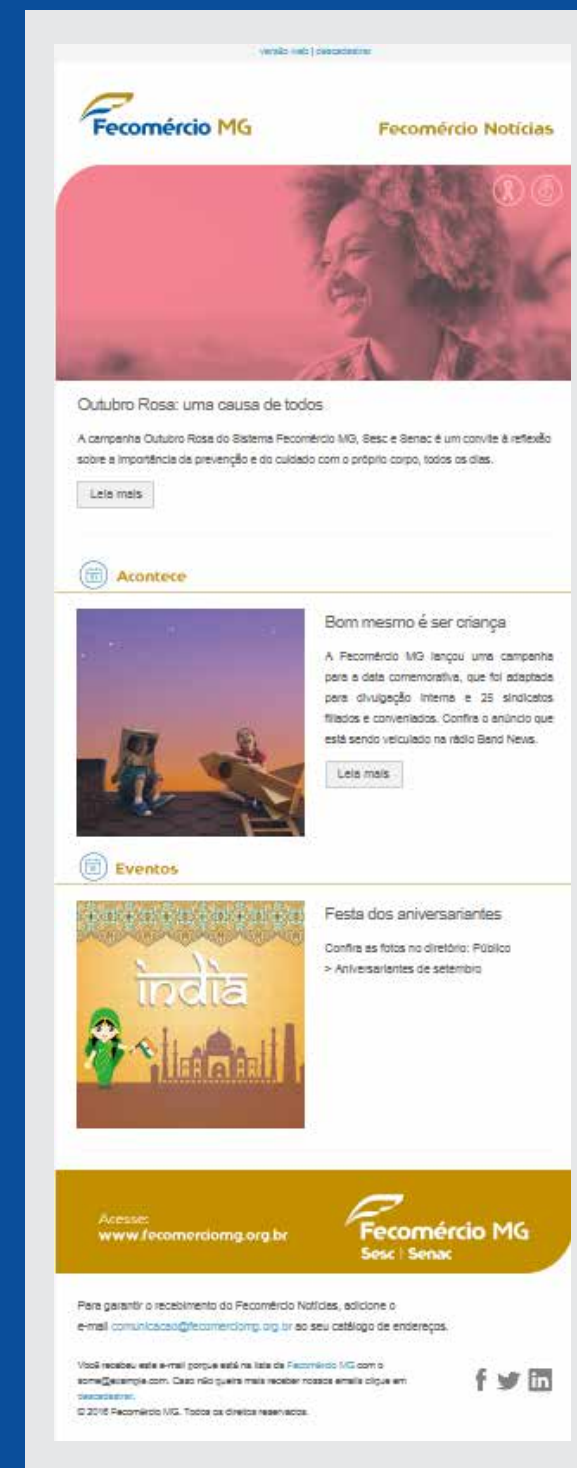 versão web | descadastrar
Fecomércio MG
Fecomércio Notícias
Outubro Rosa: uma causa de todos
A campanha Outubro Rosa do Sistema Fecomércio MG, Sesc e Senac é um convite à reflexão
sobre a importância da prevenção e do cuidado com o próprio corpo, todos os dias.
Leia mais
Acontece
Bom mesmo é ser criança
A Fecomércio MG lançou uma campanha
para a data comemorativa, que foi adaptada
para divulgação interna e 25 sindicatos
filiados e conveniados. Confira o anúncio que
está sendo veiculado na rádio Band News.
Leia mais
Eventos
india
Festa dos aniversariantes
Confira as fotos no diretório: Público
> Aniversariantes de setembro
Acesse:
www.fecomerciomg.org.br
Fecomércio MG
Sesc | Senac
Para garantir o recebimento do Fecomércio Notícias, adicione o
e-mail comunicacao@fecomerciomg.org.br ao seu catálogo de endereços.
Você recebeu este e-mail porque está na lista da Fecomércio MG com o
some@example.com. Caso não queira mais receber nossos emails clique em
descadastrar.
© 2016 Fecomércio MG. Todos os direitos reservados.